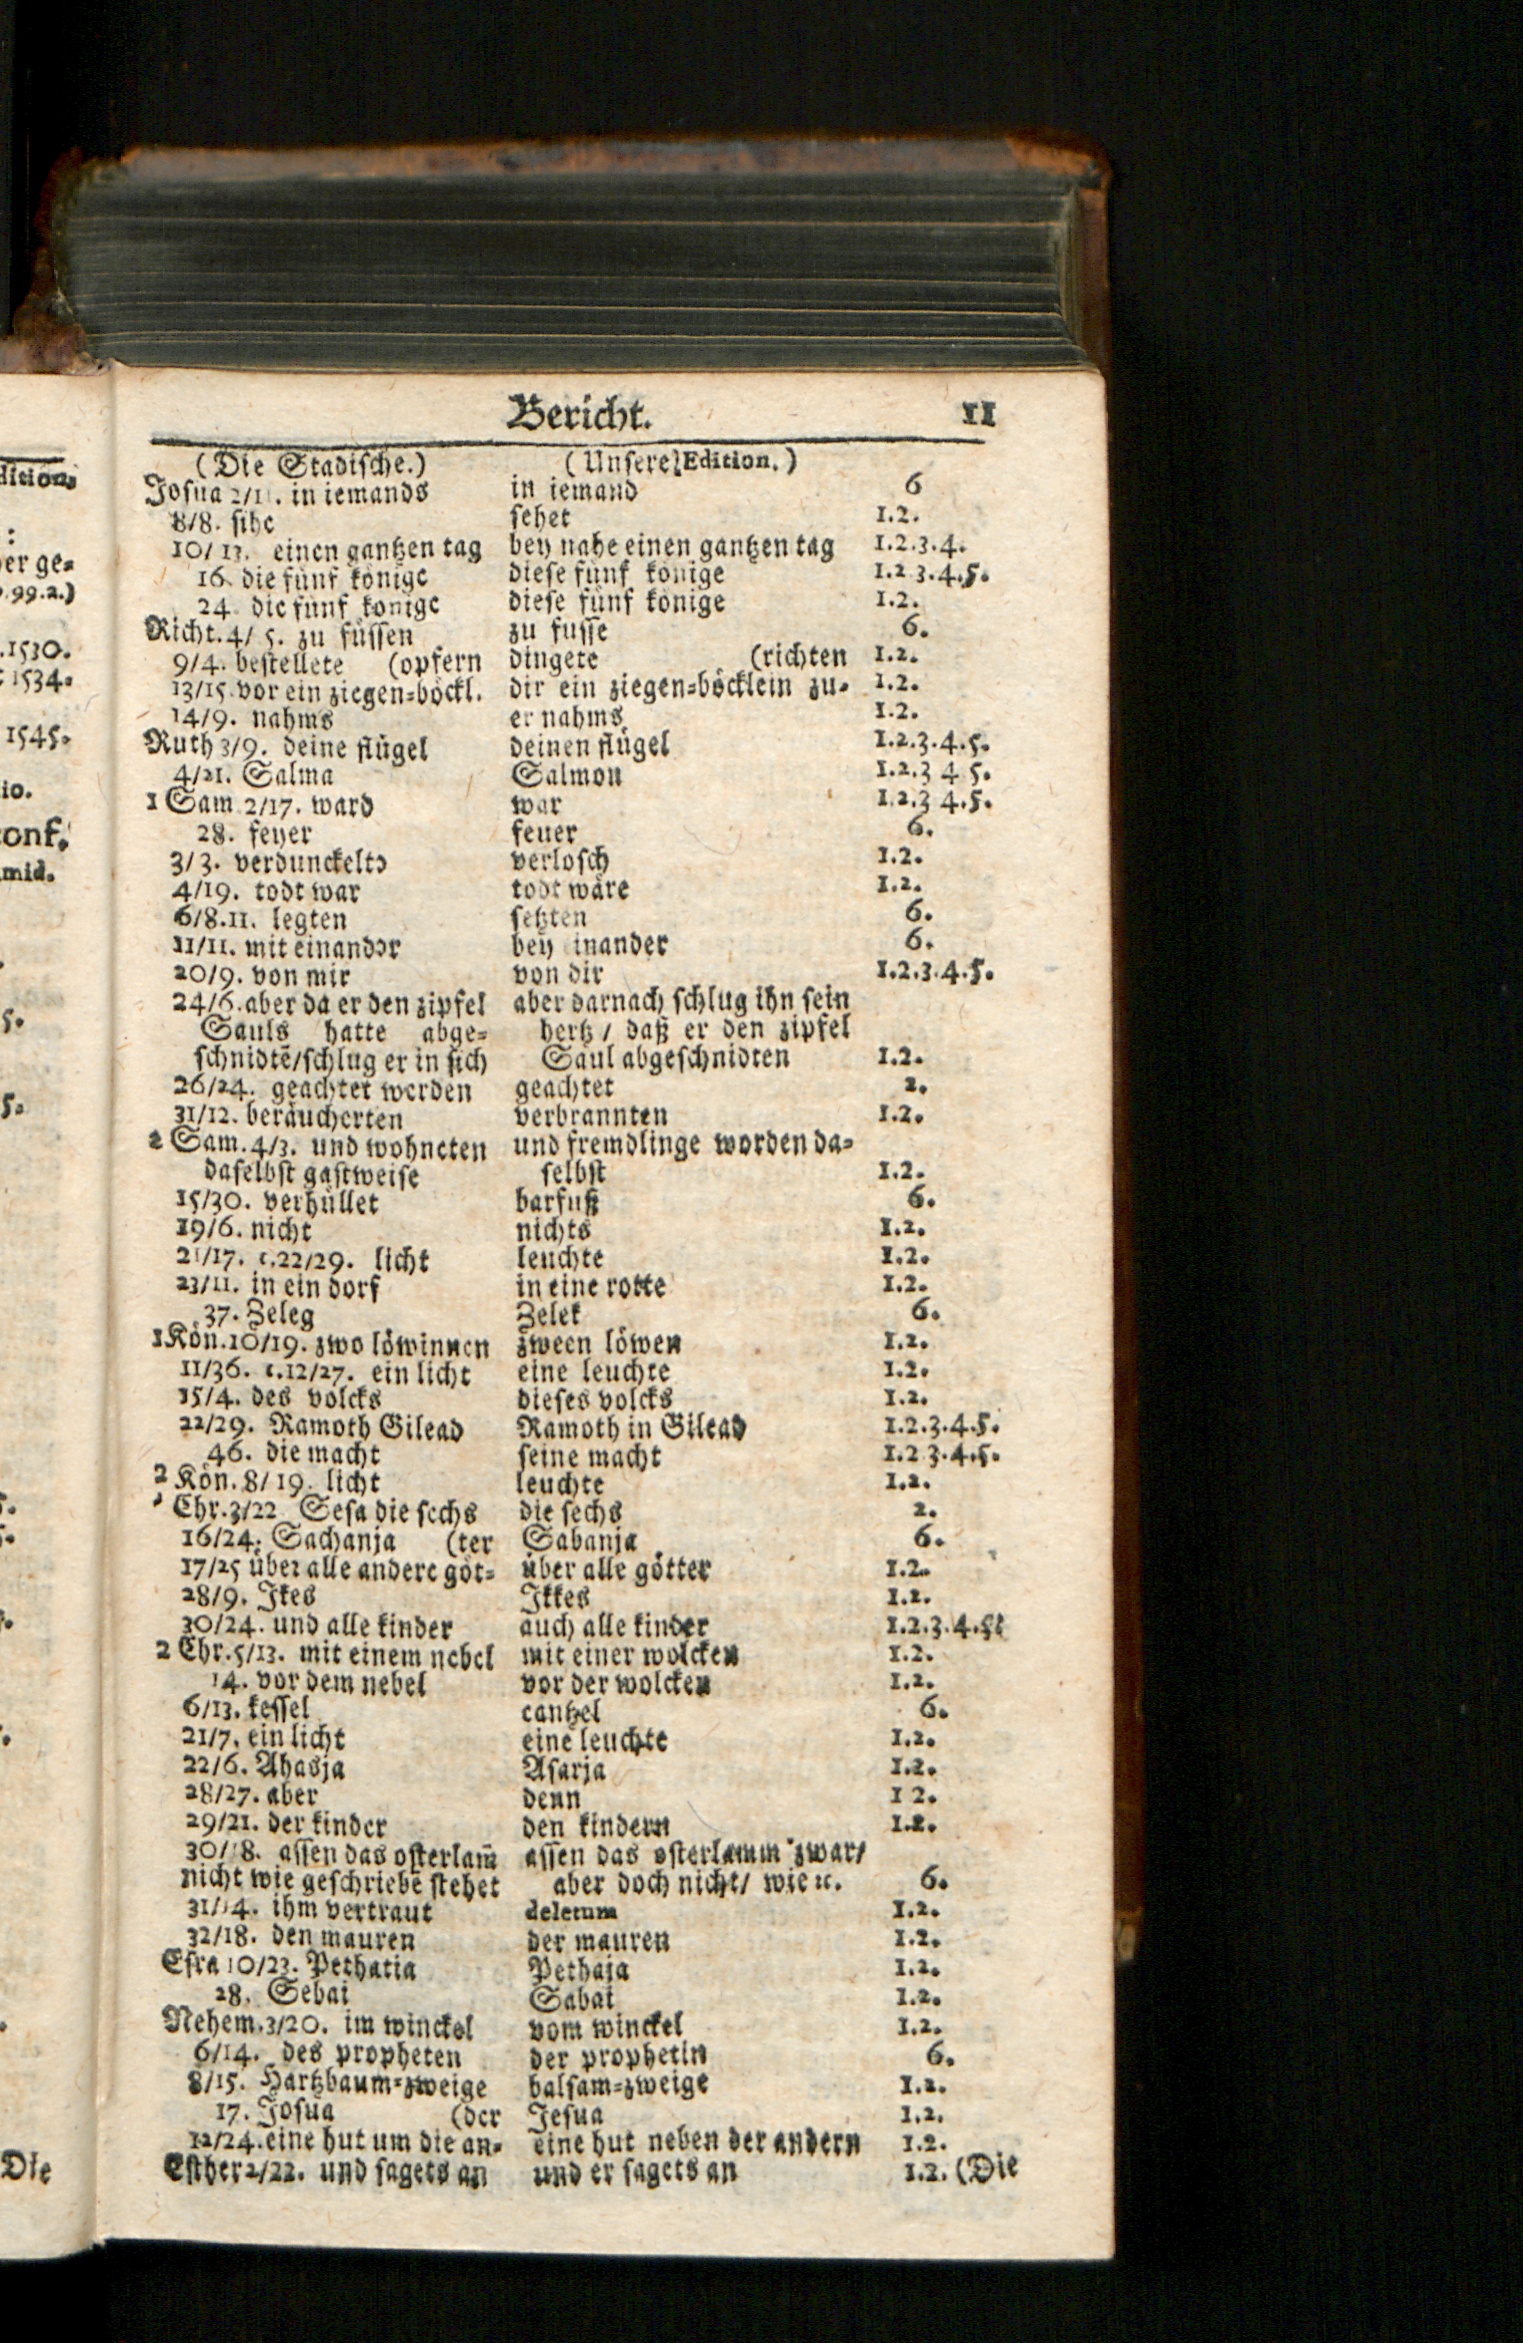 Bericht. 11
(Die Stadische.) (Unsere Edition.)
Josua 2/11. in iemands in iemand 6
8/8. sihe sehet 1.2.
10/13. einen gantzen tag bey nahe einen gantzen tag 1.2.3.4.
16 die fünf könige diese fünf könige 1.2 3.4.5.
24 die fünf könige diese fünf könige 1.2.
Richt. 4/5. zu füssen zu fusse 6.
9/4. bestellete (opfern dingete (richten 1.2.
13/15 vor ein ziegen=böckl. dir ein ziegen=böcklein zu= 1.2.
14/9. nahms er nahms 1.2.
Ruth 3/9. deine flügel deinen flügel 1.2.3.4.5.
4/21. Salma Salmon 1.2.3 4 5.
1 Sam 2/17. ward war 1.2.3 4.5.
28. feyer feuer 6.
3/3. verdunckelte verlosch 1.2.
4/19. todt war todt wäre 1.2.
6/8.11. legten setzten 6.
11/11. mit einander bey inander 6.
20/9. von mir von dir 1.2.3.4.5.
24/6. aber da er den zipfel aber darnach schlug ihn sein
Sauls hatte abge= hertz / daß er den zipfel
schnidtē/schlug er in sich Saul abgeschnidten 1.2.
26/24. geachtet werden geachtet 2.
31/12. beräucherten verbrannten 1.2.
2 Sam. 4/3. und wohneten und fremdlinge worden da=
daselbst gastweise selbst 1.2.
15/30. verhüllet barfuß 6.
19/6. nicht nichts 1.2.
21/17. c.22/29. licht leuchte 1.2.
23/11. in ein dorf in eine rotte 1.2.
37. Zeleg Zelek 6.
1 Kön. 10/19. zwo löwinnen zween löwen 1.2.
11/36. c.12/27. ein licht eine leuchte 1.2.
15/4. des volcks dieses volcks 1.2.
22/29. Ramoth Gilead Ramoth in Gilead 1.2.3.4.5.
46. die macht seine macht 1.2 3.4.5.
2 Kön. 8/19. licht leuchte 1.2.
Chr. 3/22 Sesa die sechs die sechs 2.
16/24. Sachanja (ter Sabanja 6.
17/25 über alle andere göt= über alle götter 1.2.
28/9. Ikes Ikkes 1.2.
30/24. und alle kinder auch alle kinder 1.2.3.4.5.
2 Chr. 5/13. mit einem nebel mit einer wolcken 1.2.
14. vor dem nebel vor der wolcken 1.2.
6/13. kessel cantzel 6.
21/7. ein licht eine leuchte 1.2.
22/6. Ahasja Asarja 1.2.
28/27. aber denn 1 2.
29/21. der kinder den kindern 1.2.
30/18. assen das osterlam̄ assen das osterlamm zwar/
nicht wie geschriebē stehet aber doch nicht/ wie ꝛc. 6.
31/14. ihm vertraut deletum 1.2.
32/18. den mauren der mauren 1.2.
Esra 10/23. Pethatia Pethaja 1.2.
28. Sebai Sabai 1.2.
Nehem. 3/20. im winckel vom winckel 1.2.
6/14. des propheten der prophetin 6.
8/15. Hartzbaum=zweige balsam=zweige 1.2.
17. Josua (der Jesua 1.2.
12/24. eine hut um die an= eine hut neben der andern 1.2.
Esther 2/22. und sagets an und er sagets an 1.2. (Die